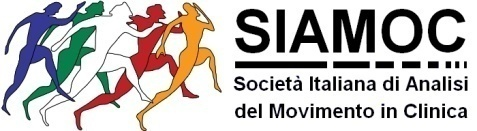 SIAMOC
Società Italiana di Analisi
del Movimento in Clinica